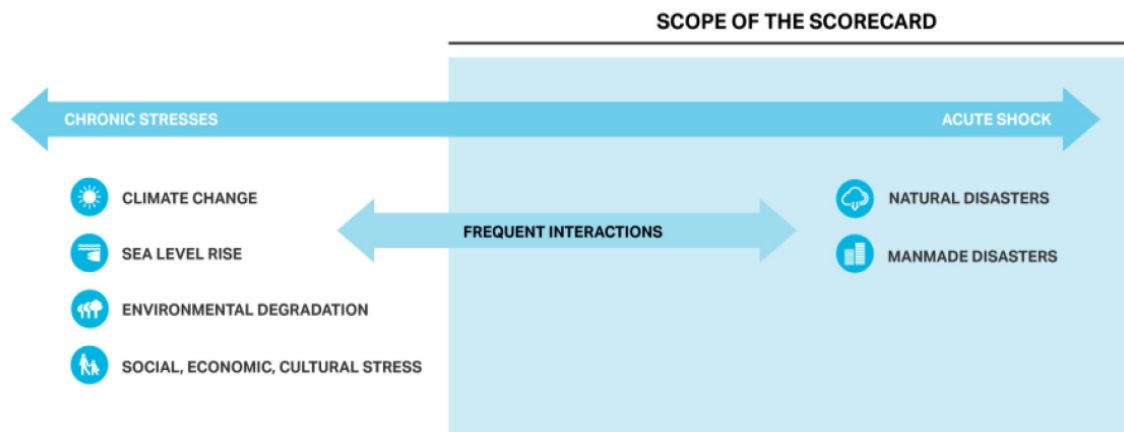 SCOPE OF THE SCORECARD
CHRONIC STRESSES
ACUTE SHOCK
CLIMATE CHANGE
SEA LEVEL RISE
ENVIRONMENTAL DEGRADATION
SOCIAL, ECONOMIC, CULTURAL STRESS
FREQUENT INTERACTIONS
NATURAL DISASTERS
MANMADE DISASTERS